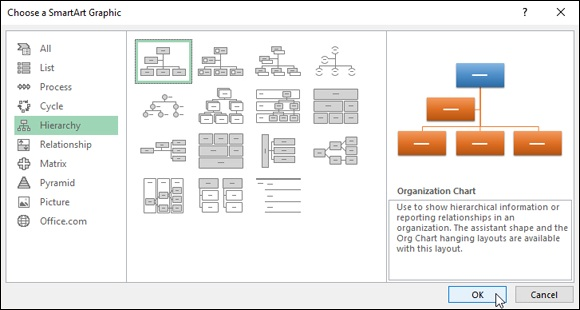 Choose a SmartArt Graphic
All
List
Process
Cycle
Hierarchy
Relationship
Matrix
Pyramid
Picture
Office.com
Organization Chart
Use to show hierarchical information or
reporting relationships in an
organization. The assistant shape and the
Org Chart hanging layouts are available
with this layout.
OK
Cancel